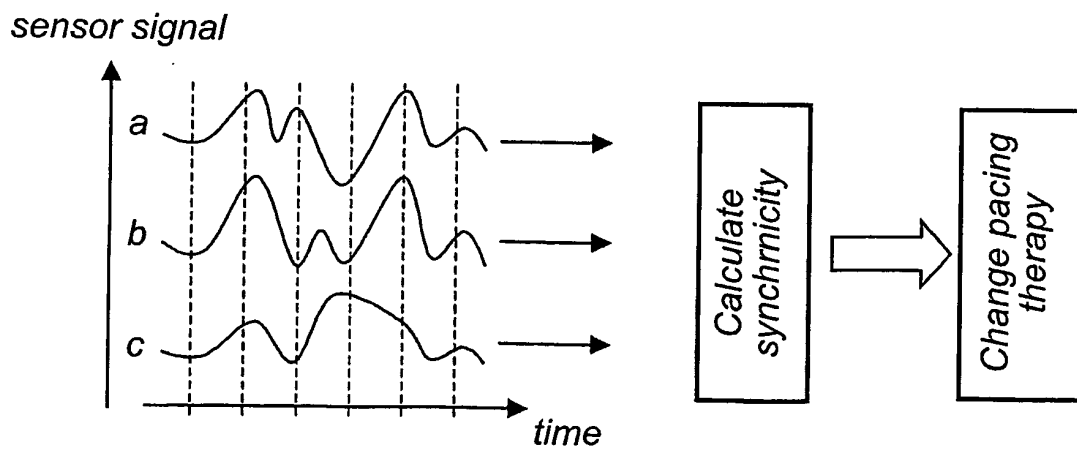 sensor signal
a
b
c
time
Calculate
synchrnicity
Change pacing
therapy